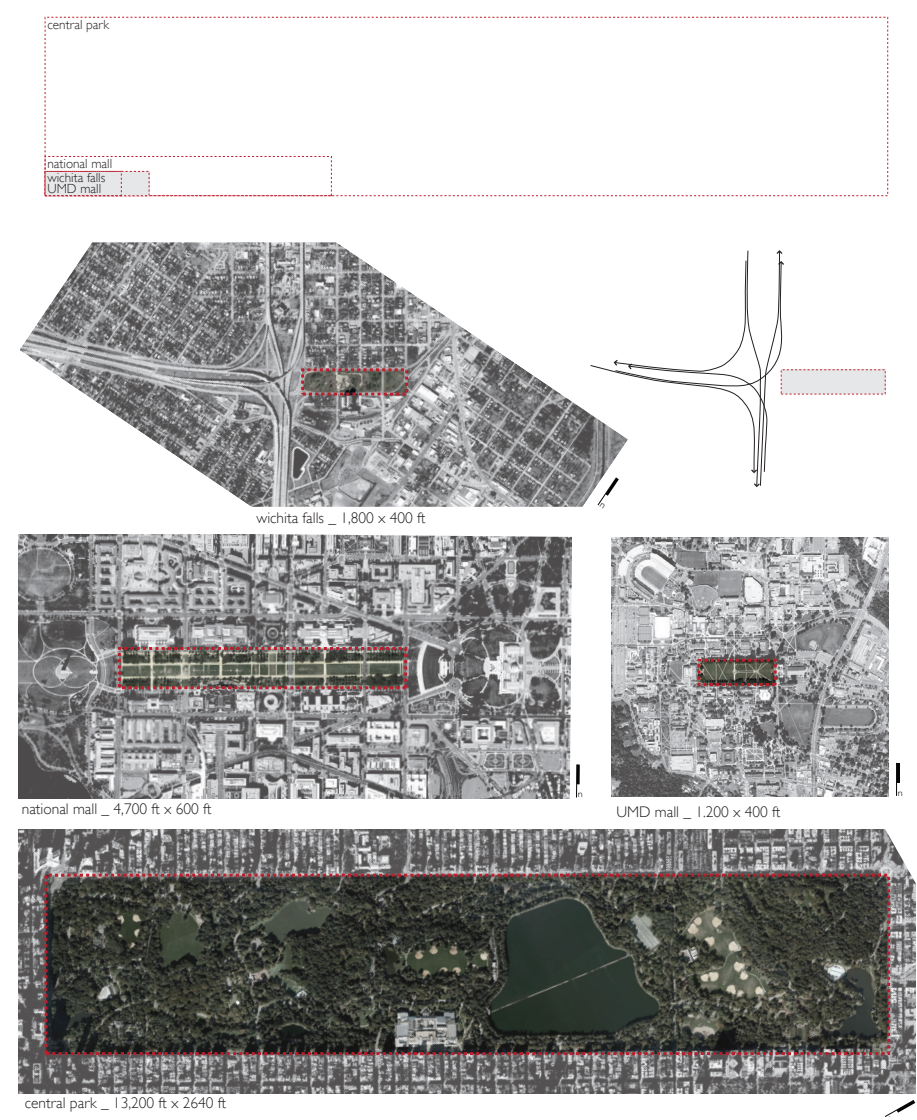 central park
national mall
wichita falls
UMD mall
n
wichita falls _ 1,800 x 400 ft
n
national mall _ 4,700 ft x 600 ft
n
UMD mall _ 1.200 x 400 ft
central park _ 13,200 ft x 2640 ft